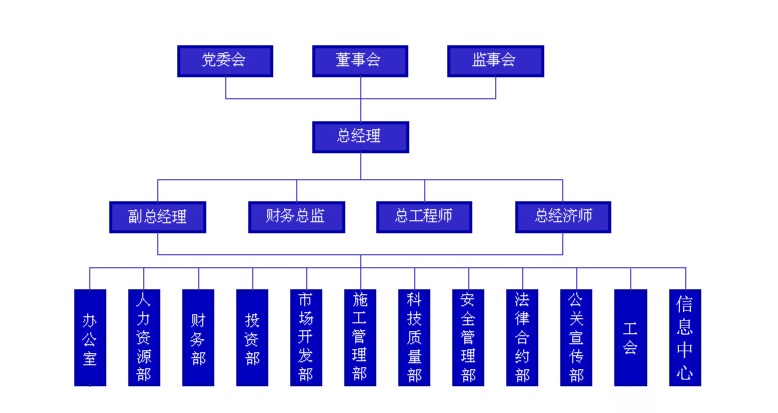 党委会
董事会
监事会
总经理
副总经理
财务总监
总工程师
总经济师
办公室
人力资源部
财务部
投资部
市场开发部
施工管理部
科技质量部
安全管理部
法律合约部
公关宣传部
工会
信息中心